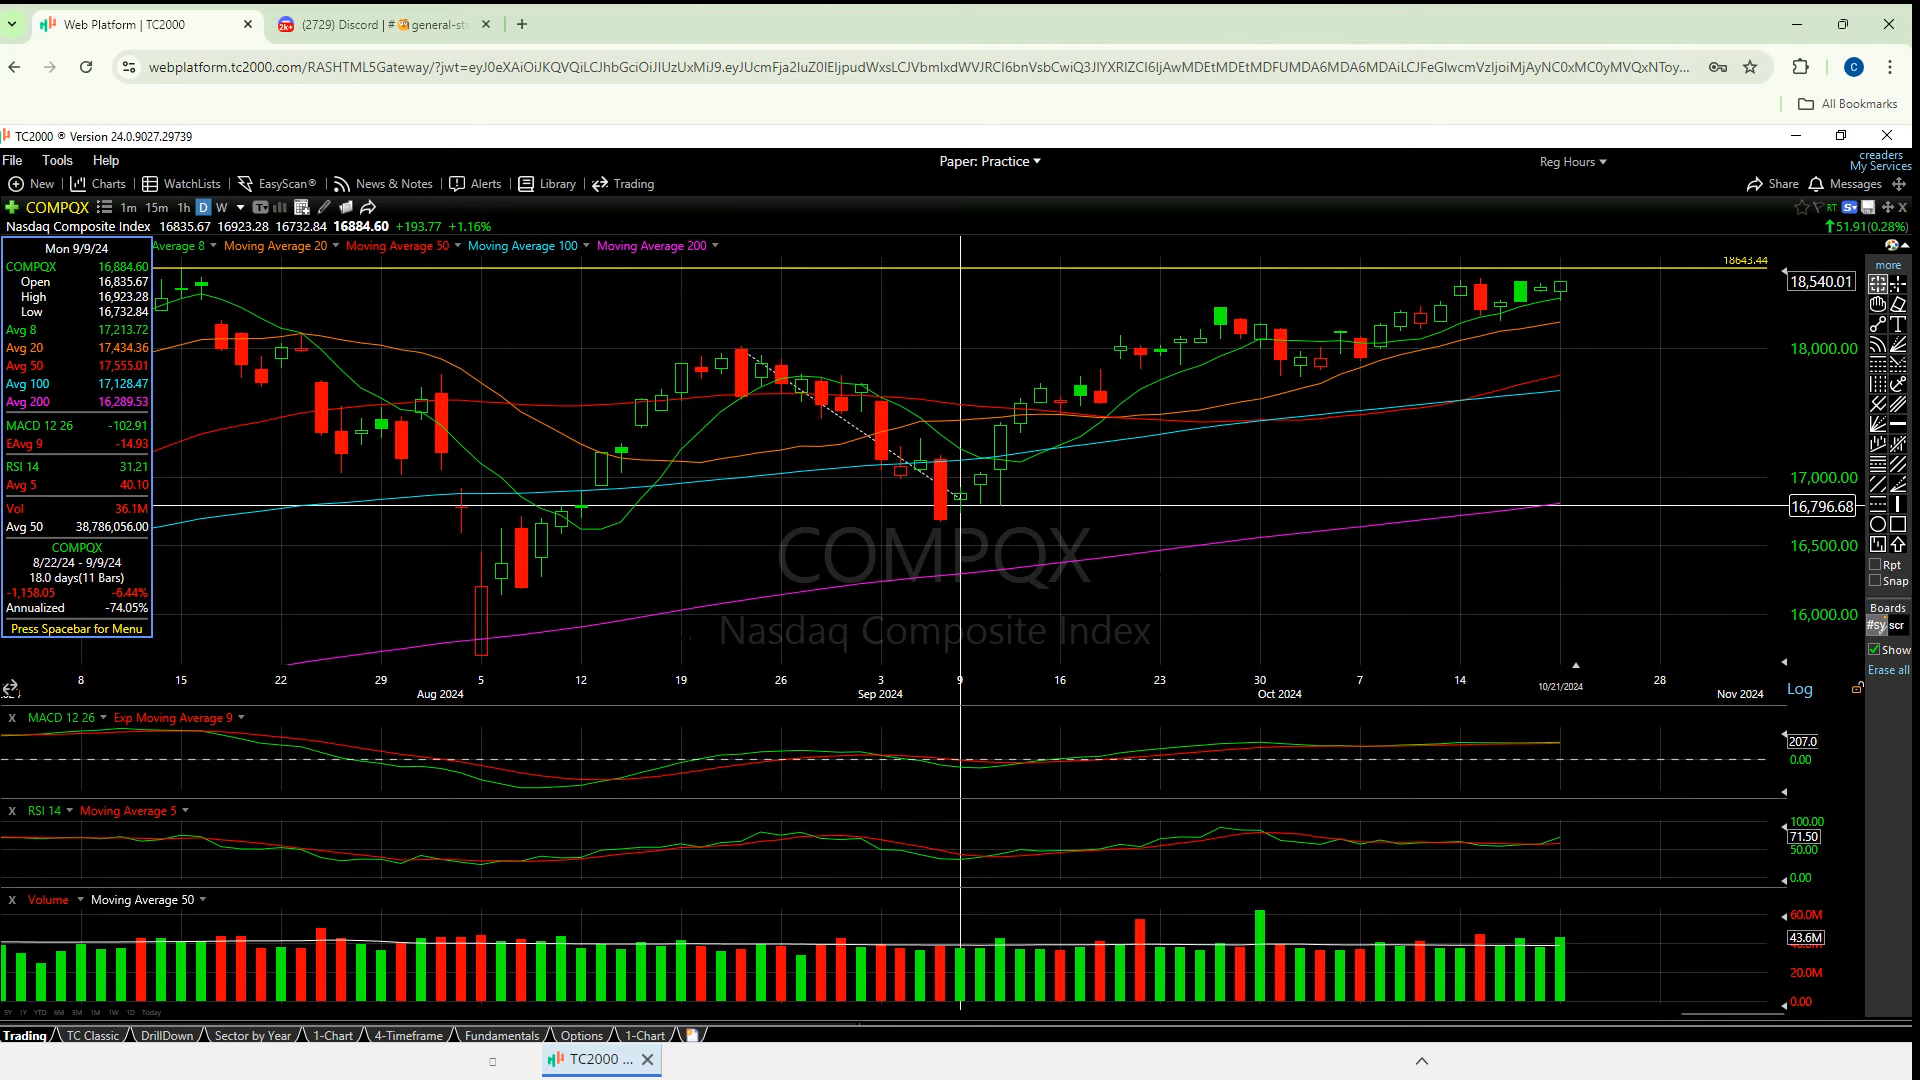 Web Platform | TC2000
(2729) Discord | # general-sto
webplatform.tc2000.com/RASHTML5Gateway/?jwt=
All Bookmarks
TC2000 ® Version 24.0.9027.29739
File Tools Help
Paper: Practice
Reg Hours
creaders
My Services
New Charts WatchLists EasyScan® News & Notes Alerts Library Trading
Share Messages
COMPQX 1m 15m 1h D W
RT S
Nasdaq Composite Index 16835.67 16923.28 16732.84 16884.60 +193.77 +1.16%
51.91(0.28%)
Average 8 Moving Average 20 Moving Average 50 Moving Average 100 Moving Average 200
Mon 9/9/24
COMPQX 16,884.60
Open 16,835.67
High 16,923.28
Low 16,732.84
Avg 8 17,213.72
Avg 20 17,434.36
Avg 50 17,555.01
Avg 100 17,128.47
Avg 200 16,289.53
MACD 12 26 -102.91
EAvg 9 -14.93
RSI 14 31.21
Avg 5 40.10
Vol 36.1M
Avg 50 38,786,056.00
COMPQX
8/22/24 - 9/9/24
18.0 days(11 Bars)
-1,158.05 -6.44%
Annualized -74.05%
Press Spacebar for Menu
18643.44
18,540.01
18,000.00
17,000.00
16,796.68
16,500.00
16,000.00
COMPQX
Nasdaq Composite Index
more
Rpt
Snap
Boards
#sy scr
Show
Erase all
8 15 22 29 5 12 19 26 3 9 16 23 30 7 14 10/21/2024 28
Aug 2024 Sep 2024 Oct 2024 Nov 2024
Log
MACD 12 26 Exp Moving Average 9
207.0
0.00
RSI 14 Moving Average 5
100.00
71.50
50.00
0.00
Volume Moving Average 50
60.0M
43.6M
20.0M
0.00
5Y 1Y YTD 6M 3M 1M 1W 1D Today
Trading TC Classic DrillDown Sector by Year 1-Chart 4-Timeframe Fundamentals Options 1-Chart
TC2000 ...